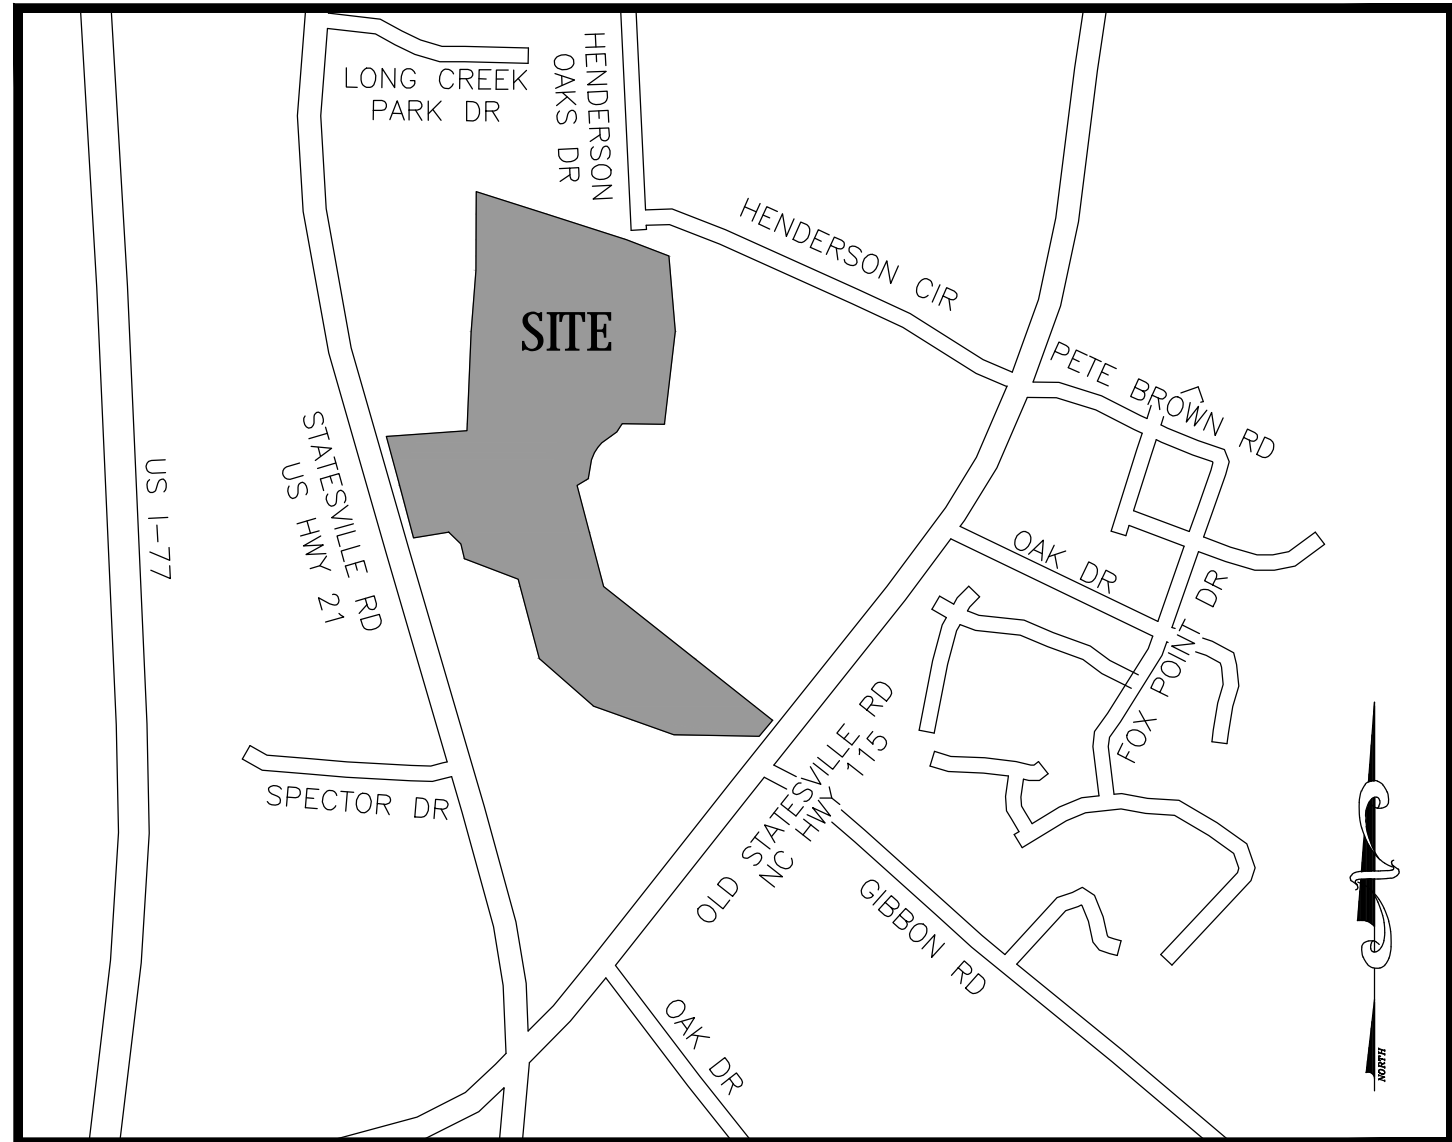 LONG CREEK
PARK DR
HENDERSON
OAKS DR
HENDERSON CIR
SITE
PETE BROWN RD
STATESVILLE RD
US HWY 21
US I-77
OAK DR
FOX POINT DR
SPECTOR DR
OLD STATESVILLE RD
NC HWY 115
GIBBON RD
OAK DR
NORTH